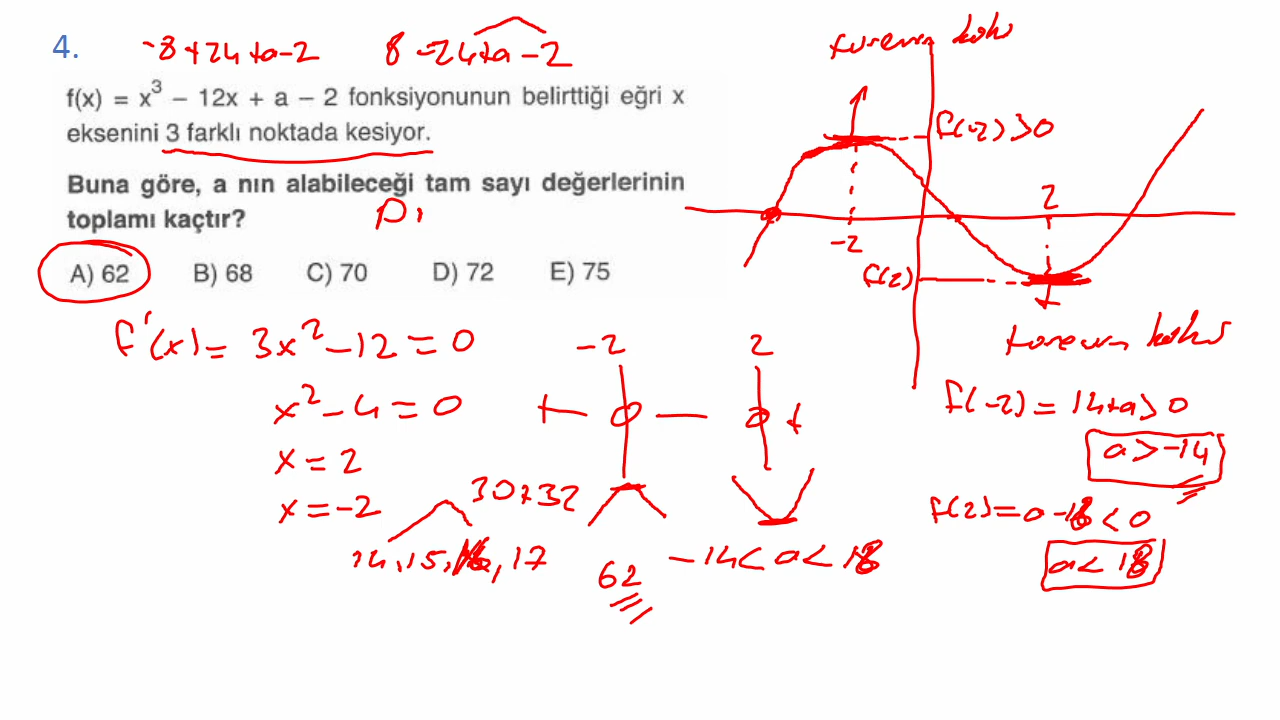 4.
-8+24+a-2
8-24+a-2
f(x) = x³ – 12x + a – 2 fonksiyonunun belirttiği eğri x
eksenini 3 farklı noktada kesiyor.
Buna göre, a nın alabileceği tam sayı değerlerinin
toplamı kaçtır?
A) 62 B) 68 C) 70 D) 72 E) 75
f(-2)>0
2
-2
f(2)
türevin
f'(x)= 3x²-12=0
x²-4=0
x=2
x=-2
-2 2
+ 0 - 0 +
f(-2)=14+a>0
a>-14
f(2)=a-18<0
a<18
30+32
14,15,16,17
62
-14<a<18